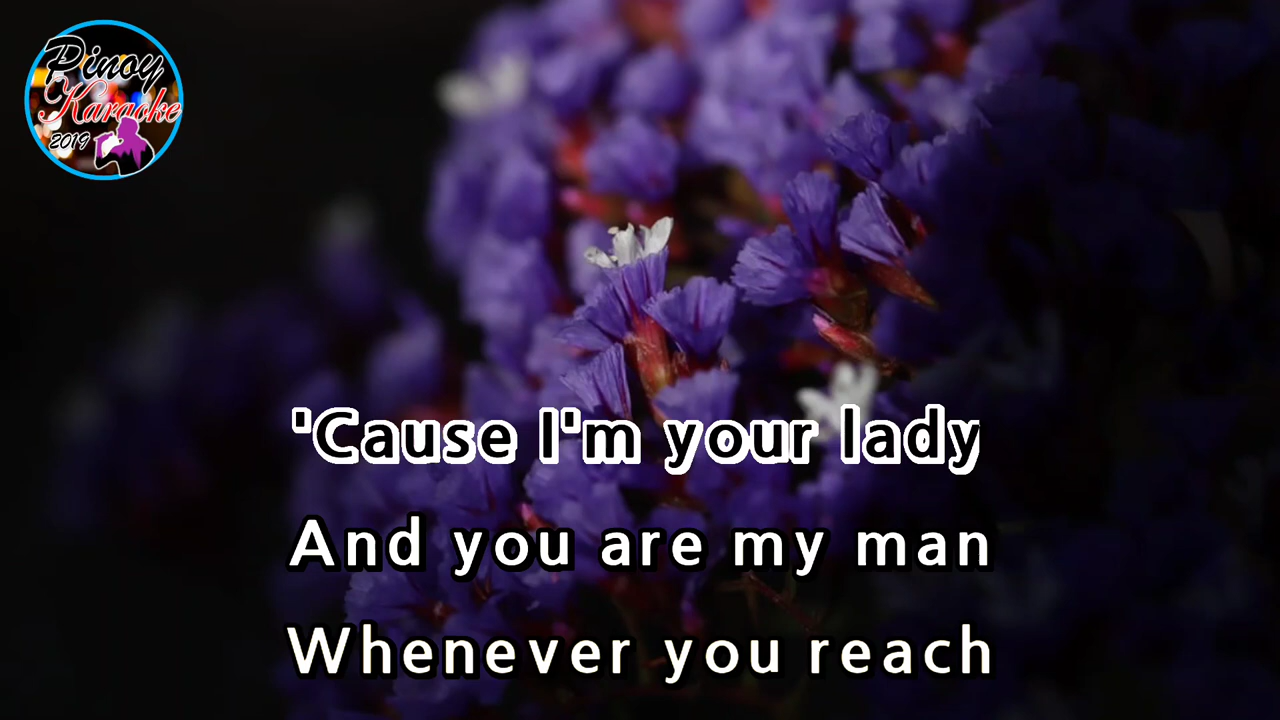 Pinoy
Karaoke
2019
'Cause I'm your lady
And you are my man
Whenever you reach